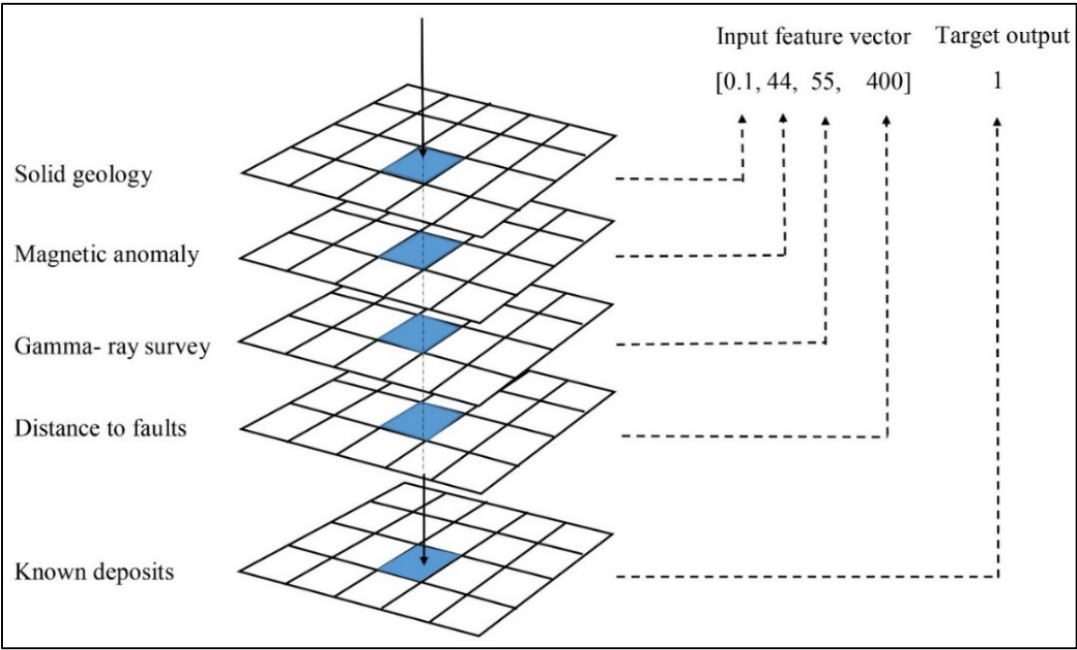 Input feature vector Target output
[0.1, 44, 55, 400] 1
Solid geology
Magnetic anomaly
Gamma- ray survey
Distance to faults
Known deposits